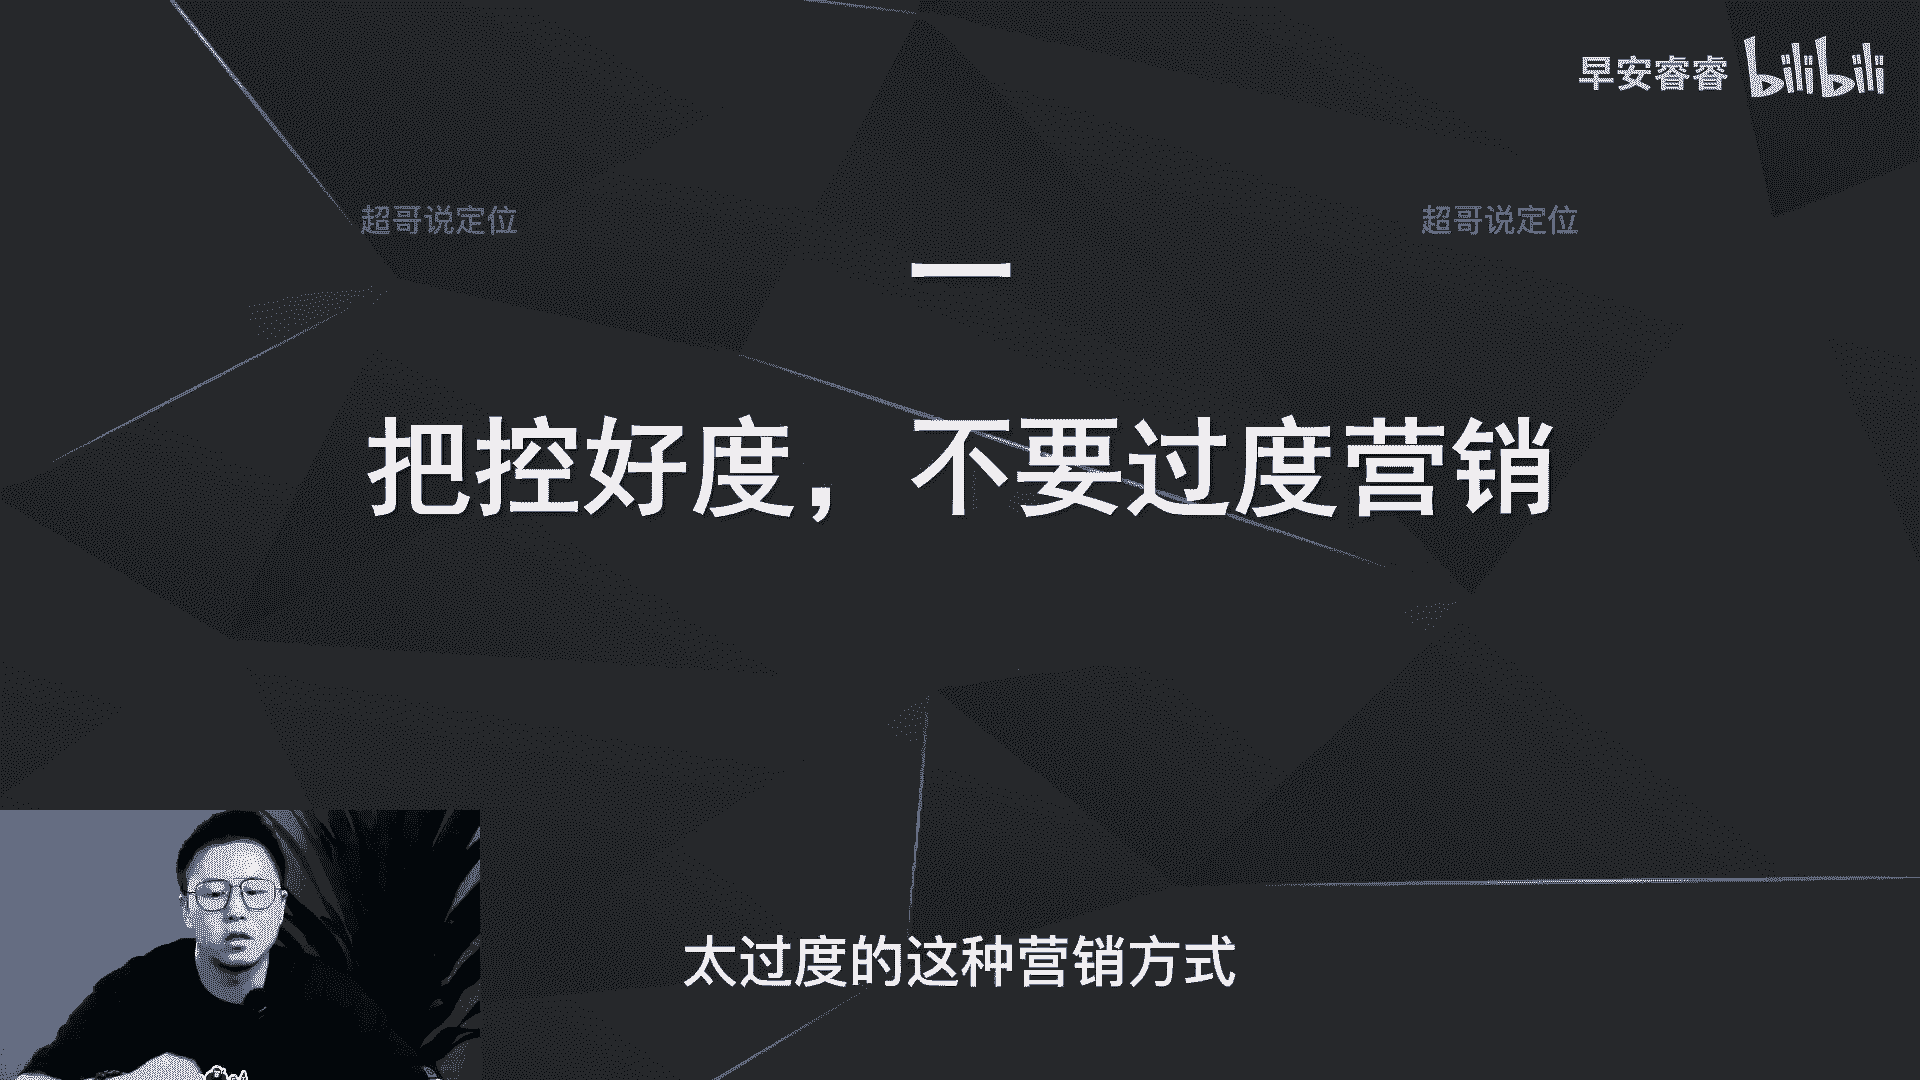 早安睿睿 bilibili
超哥说定位 超哥说定位
一
把控好度，不要过度营销
太过度的这种营销方式